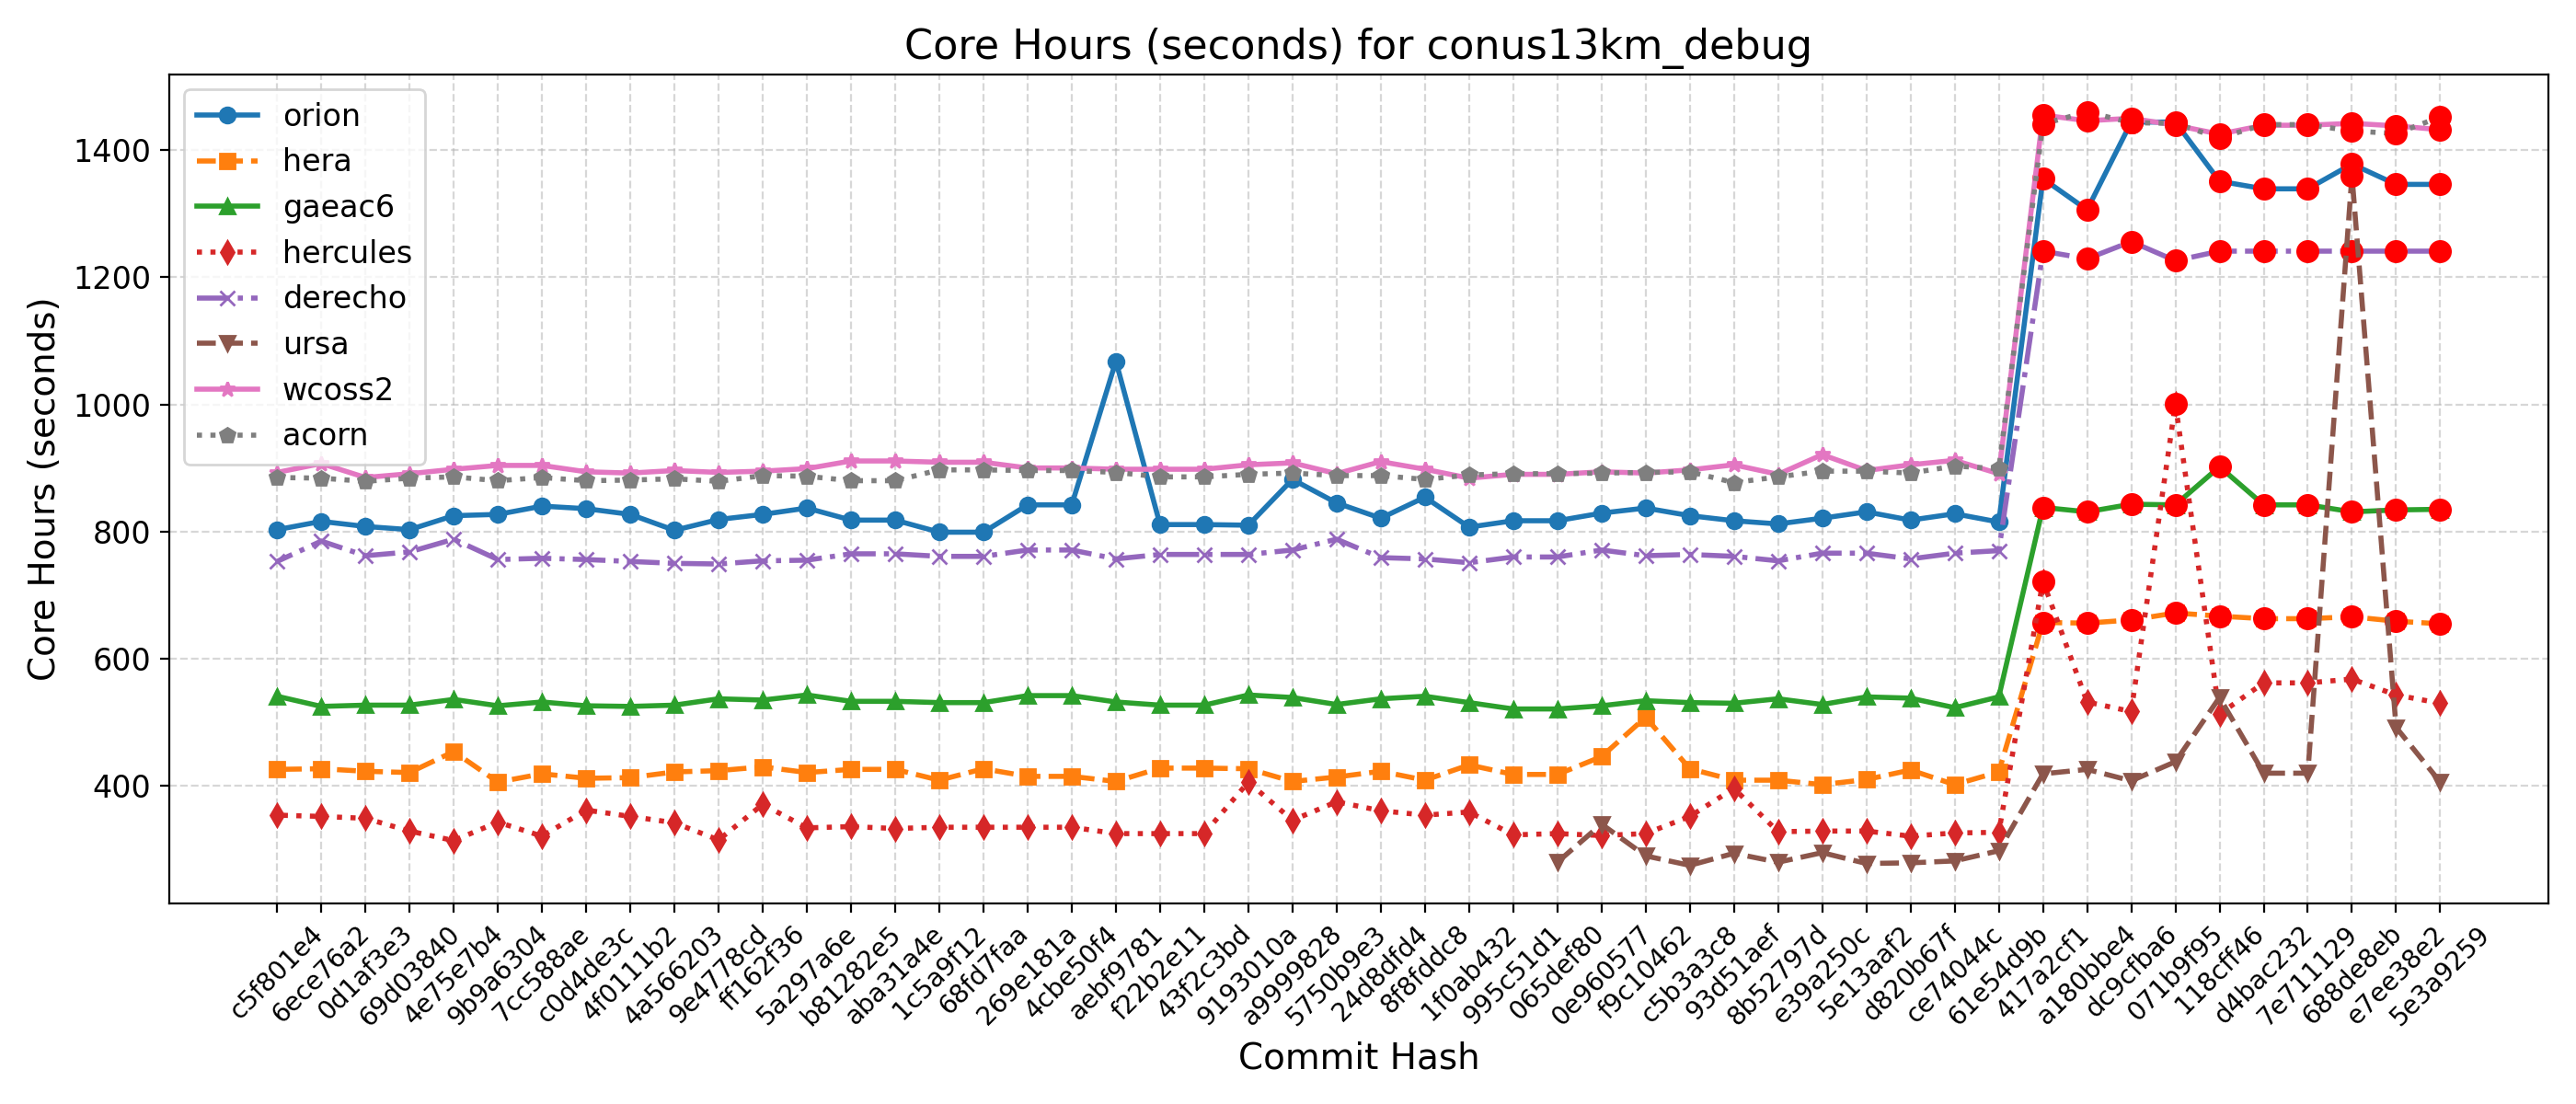 Core Hours (seconds) for conus13km_debug
orion
hera
gaeac6
hercules
derecho
ursa
wcoss2
acorn
Core Hours (seconds)
1400
1200
1000
800
600
400
c5f801e4
6ece76a2
0d1af3e3
69d03840
4e75e7b4
9b9a6304
7cc588ae
c0d4de3c
4f0111b2
4a566203
9e4778cd
ff162f36
5a297a6e
b81282e5
aba31a4e
1c5a9f12
68fd7faa
269e181a
4cbe50f4
aebf9781
f22b2e11
43f2c3bd
9193010a
a9999828
5750b9e3
24d8dfd4
8f8fddc8
1f0ab432
995c51d1
065def80
0e960577
f9c10462
c5b3a3c8
93d51aef
8b52797d
e39a250c
5e13aaf2
d820b67f
ce74044c
61e54d9b
417a2cf1
a180bbe4
dc9cfba6
071b9f95
118cff46
d4bac232
7e711129
688de8eb
e7ee38e2
5e3a9259
Commit Hash